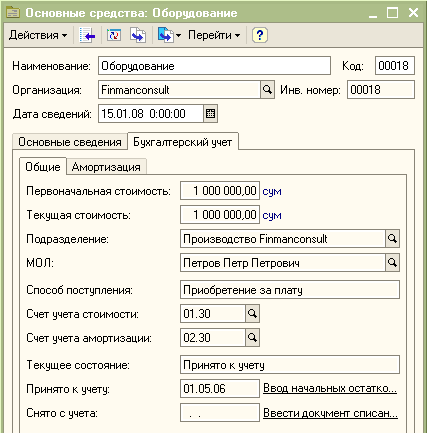 Основные средства: Оборудование
Действия Перейти ?
Наименование: Оборудование Код: 00018
Организация: Finmanconsult Инв. номер: 00018
Дата сведений: 15.01.08 0:00:00
Основные сведения Бухгалтерский учет
Общие Амортизация
Первоначальная стоимость: 1 000 000,00 сум
Текущая стоимость: 1 000 000,00 сум
Подразделение: Производство Finmanconsult
МОЛ: Петров Петр Петрович
Способ поступления: Приобретение за плату
Счет учета стоимости: 01.30
Счет учета амортизации: 02.30
Текущее состояние: Принято к учету
Принято к учету: 01.05.06 Ввод начальных остатко...
Снято с учета: . . Ввести документ списан...